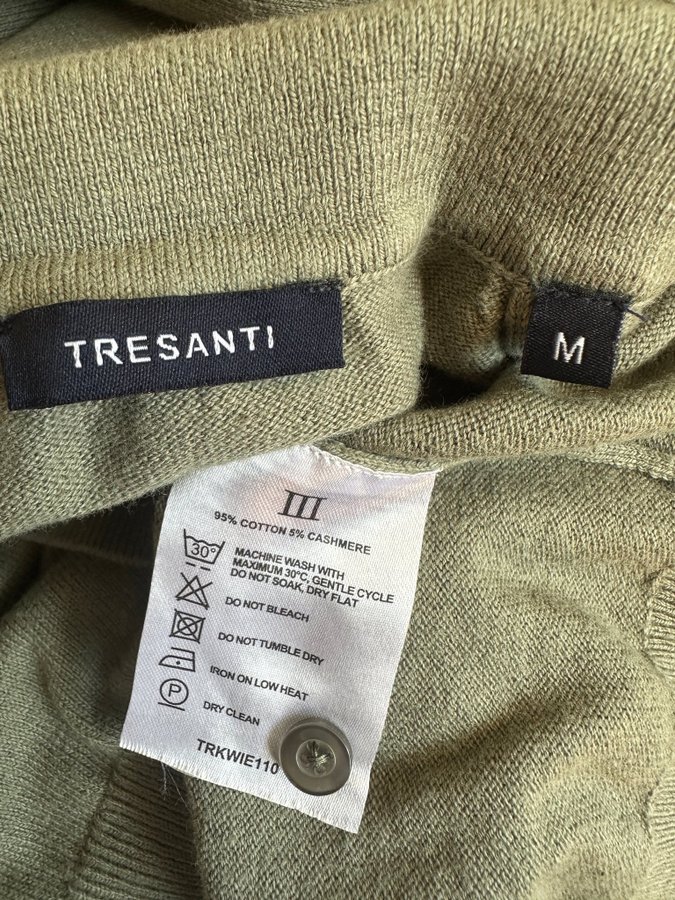 TRESANTI
M
III
95% COTTON 5% CASHMERE
30°
MACHINE WASH WITH
MAXIMUM 30°C, GENTLE CYCLE
DO NOT SOAK, DRY FLAT
DO NOT BLEACH
DO NOT TUMBLE DRY
IRON ON LOW HEAT
P
DRY CLEAN
TRKWIE110